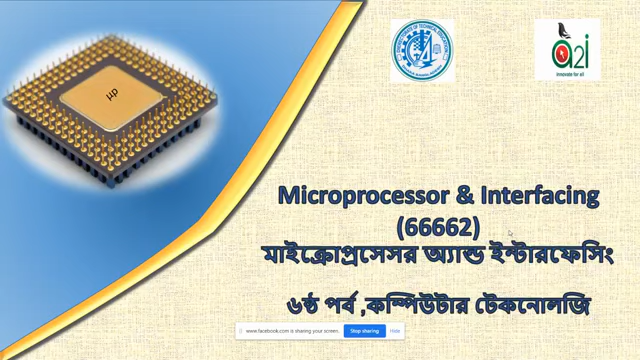 μp
a2i
Innovate for all
Microprocessor & Interfacing
(66662)
মাইক্রোপ্রসেসর অ্যান্ড ইন্টারফেসিং
৬ষ্ঠ পর্ব ,কম্পিউটার টেকনোলজি
www.facebook.com is sharing your screen. Stop sharing Hide